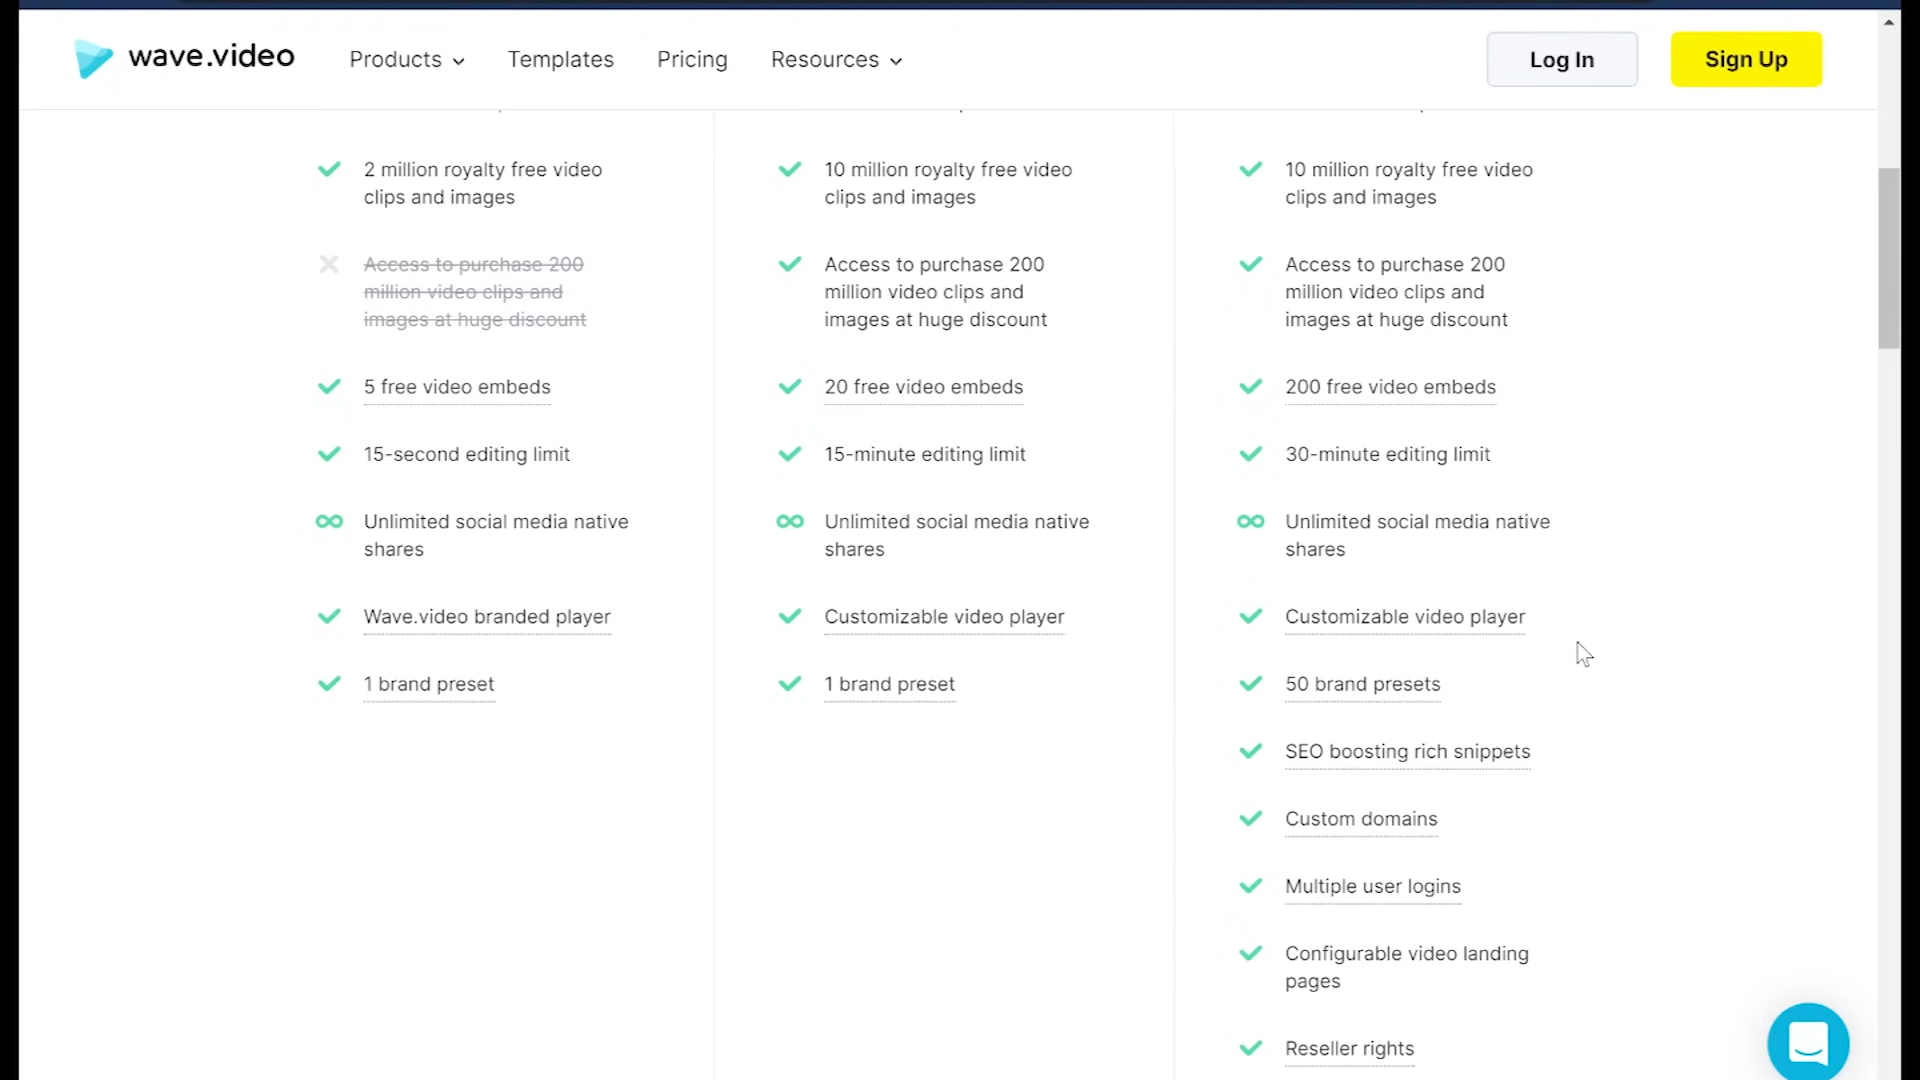 wave.video
Products
Templates
Pricing
Resources
Log In
Sign Up
2 million royalty free video
clips and images
Access to purchase 200
million video clips and
images at huge discount
5 free video embeds
15-second editing limit
Unlimited social media native
shares
Wave.video branded player
1 brand preset
10 million royalty free video
clips and images
Access to purchase 200
million video clips and
images at huge discount
20 free video embeds
15-minute editing limit
Unlimited social media native
shares
Customizable video player
1 brand preset
10 million royalty free video
clips and images
Access to purchase 200
million video clips and
images at huge discount
200 free video embeds
30-minute editing limit
Unlimited social media native
shares
Customizable video player
50 brand presets
SEO boosting rich snippets
Custom domains
Multiple user logins
Configurable video landing
pages
Reseller rights